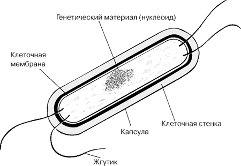 Генетический материал (нуклеоид)
Клеточная
мембрана
Клеточная стенка
Капсула
Жгутик